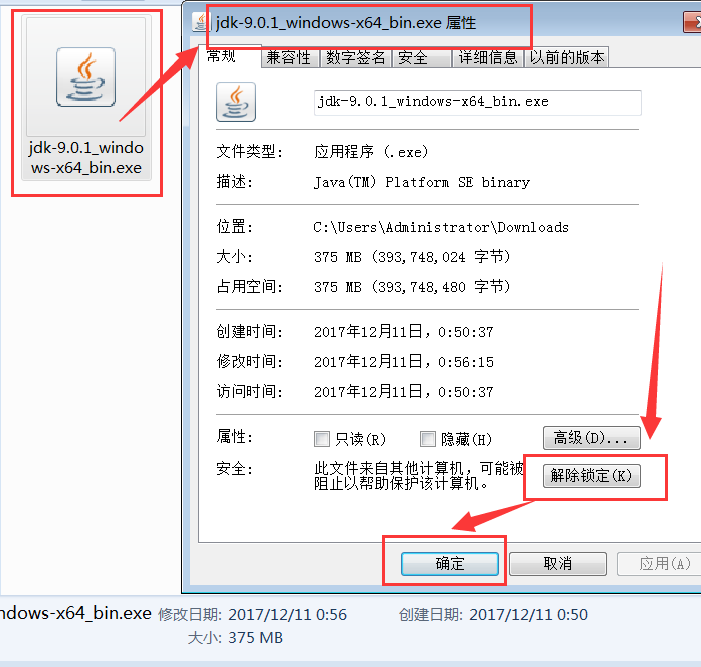 jdk-9.0.1_windo
ws-x64_bin.exe
jdk-9.0.1_windows-x64_bin.exe 属性
常规 兼容性 数字签名 安全 详细信息 以前的版本
jdk-9.0.1_windows-x64_bin.exe
文件类型: 应用程序 (.exe)
描述: Java(TM) Platform SE binary
位置: C:\Users\Administrator\Downloads
大小: 375 MB (393,748,024 字节)
占用空间: 375 MB (393,748,480 字节)
创建时间: 2017年12月11日，0:50:37
修改时间: 2017年12月11日，0:56:15
访问时间: 2017年12月11日，0:50:37
属性: 只读(R) 隐藏(H) 高级(D)...
安全: 此文件来自其他计算机，可能被
阻止以帮助保护该计算机。
解除锁定(K)
确定 取消 应用(A)
ndows-x64_bin.exe 修改日期: 2017/12/11 0:56 创建日期: 2017/12/11 0:50
大小: 375 MB